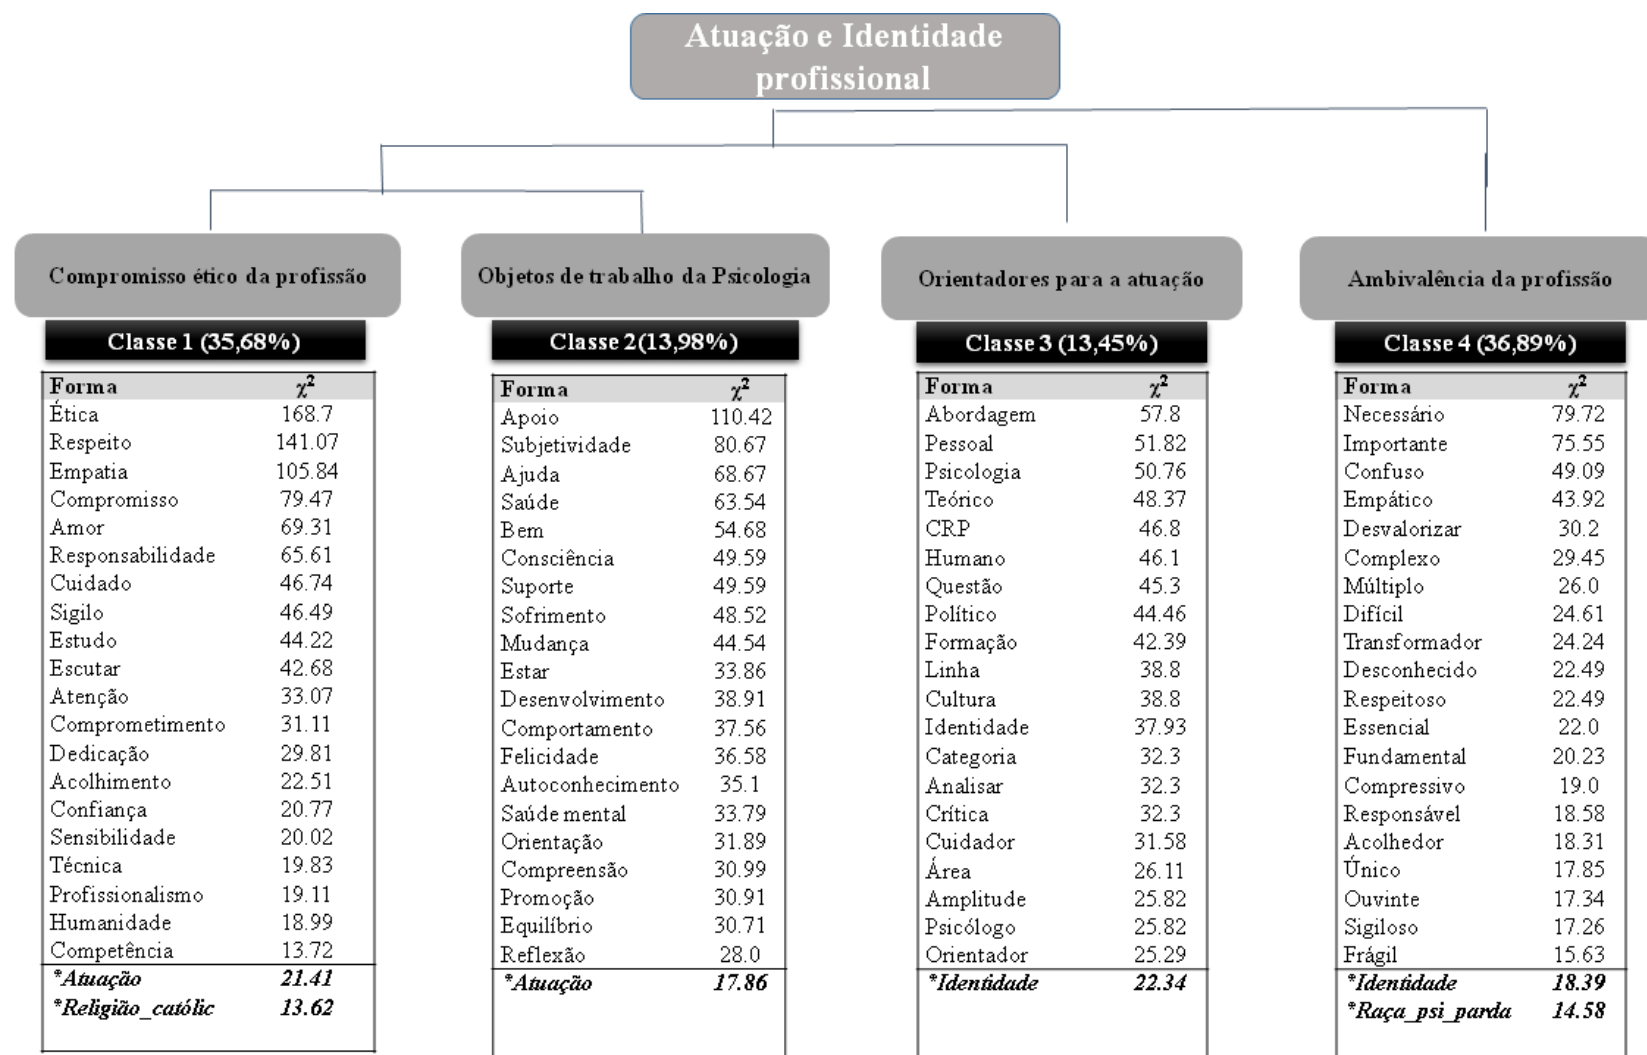 Atuação e Identidade
profissional
Compromisso ético da profissão
Classe 1 (35,68%)
Forma χ²
Ética 168.7
Respeito 141.07
Empatia 105.84
Compromisso 79.47
Amor 69.31
Responsabilidade 65.61
Cuidado 46.74
Sigilo 46.49
Estudo 44.22
Escutar 42.68
Atenção 33.07
Comprometimento 31.11
Dedicação 29.81
Acolhimento 22.51
Confiança 20.77
Sensibilidade 20.02
Técnica 19.83
Profissionalismo 19.11
Humanidade 18.99
Competência 13.72
*Atuação 21.41
*Religião_católic 13.62
Objetos de trabalho da Psicologia
Classe 2(13,98%)
Forma χ²
Apoio 110.42
Subjetividade 80.67
Ajuda 68.67
Saúde 63.54
Bem 54.68
Consciência 49.59
Suporte 49.59
Sofrimento 48.52
Mudança 44.54
Estar 33.86
Desenvolvimento 38.91
Comportamento 37.56
Felicidade 36.58
Autoconhecimento 35.1
Saúde mental 33.79
Orientação 31.89
Compreensão 30.99
Promoção 30.91
Equilíbrio 30.71
Reflexão 28.0
*Atuação 17.86
Orientadores para a atuação
Classe 3 (13,45%)
Forma χ²
Abordagem 57.8
Pessoal 51.82
Psicologia 50.76
Teórico 48.37
CRP 46.8
Humano 46.1
Questão 45.3
Político 44.46
Formação 42.39
Linha 38.8
Cultura 38.8
Identidade 37.93
Categoria 32.3
Analisar 32.3
Crítica 32.3
Cuidador 31.58
Área 26.11
Amplitude 25.82
Psicólogo 25.82
Orientador 25.29
*Identidade 22.34
Ambivalência da profissão
Classe 4 (36,89%)
Forma χ²
Necessário 79.72
Importante 75.55
Confuso 49.09
Empático 43.92
Desvalorizar 30.2
Complexo 29.45
Múltiplo 26.0
Difícil 24.61
Transformador 24.24
Desconhecido 22.49
Respeitoso 22.49
Essencial 22.0
Fundamental 20.23
Compressivo 19.0
Responsável 18.58
Acolhedor 18.31
Único 17.85
Ouvinte 17.34
Sigiloso 17.26
Frágil 15.63
*Identidade 18.39
*Raça_psi_parda 14.58